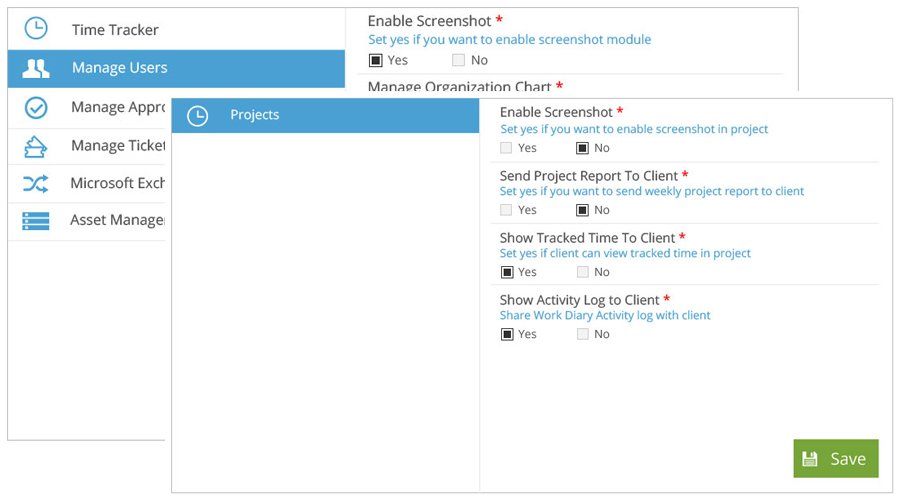 Time Tracker
Manage Users
Manage Appro
Manage Ticket
Microsoft Exch
Asset Manage
Enable Screenshot *
Set yes if you want to enable screenshot module
Yes No
Manage Organization Chart *
Projects
Enable Screenshot *
Set yes if you want to enable screenshot in project
Yes No
Send Project Report To Client *
Set yes if you want to send weekly project report to client
Yes No
Show Tracked Time To Client *
Set yes if client can view tracked time in project
Yes No
Show Activity Log to Client *
Share Work Diary Activity log with client
Yes No
Save